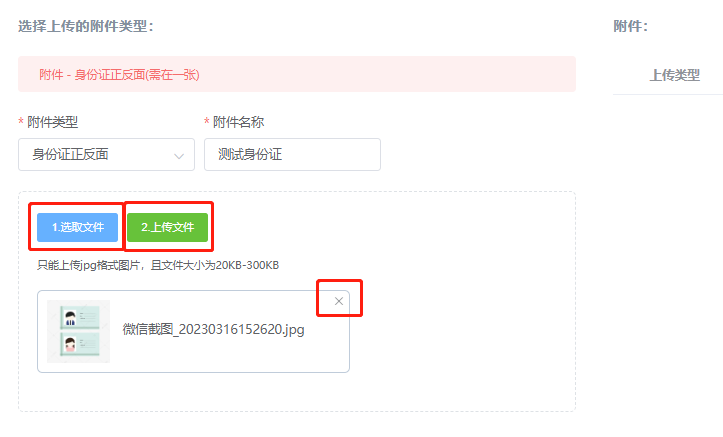 选择上传的附件类型：
附件：
附件 - 身份证正反面(需在一张)
上传类型
* 附件类型
* 附件名称
身份证正反面
测试身份证
1.选取文件
2.上传文件
只能上传jpg格式图片，且文件大小为20KB-300KB
微信截图_20230316152620.jpg